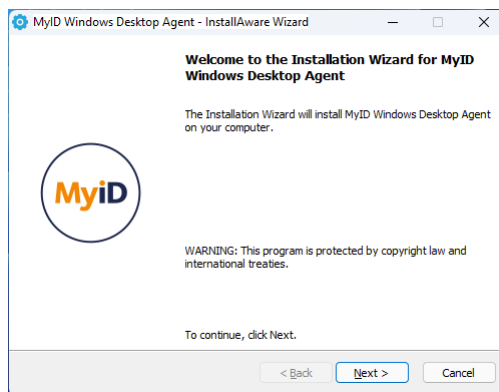 MyID Windows Desktop Agent - InstallAware Wizard
Welcome to the Installation Wizard for MyID
Windows Desktop Agent
The Installation Wizard will install MyID Windows Desktop Agent
on your computer.
MyiD
WARNING: This program is protected by copyright law and
international treaties.
To continue, click Next.
< Back
Next >
Cancel